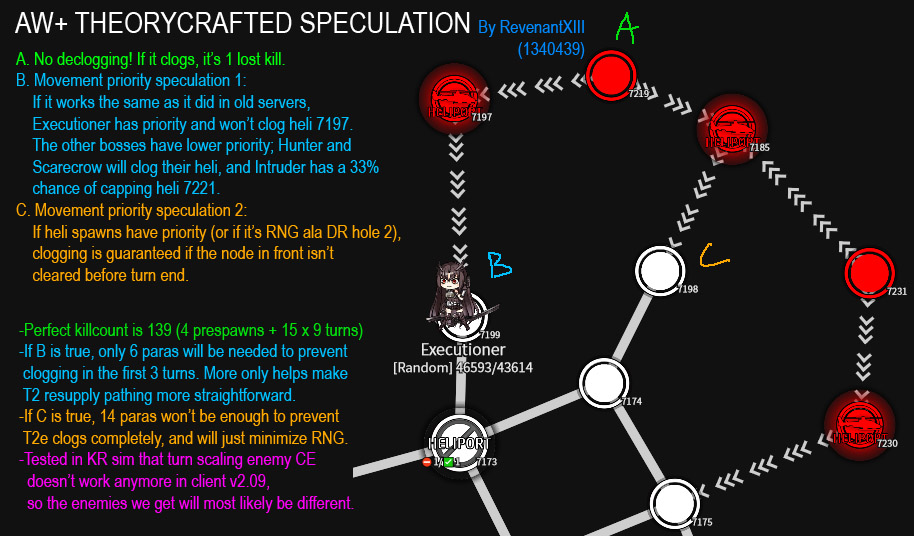 AW+ THEORYCRAFTED SPECULATION By RevenantXIII
(1340439)
A. No declogging! If it clogs, it's 1 lost kill.
B. Movement priority speculation 1:
If it works the same as it did in old servers,
Executioner has priority and won't clog heli 7197.
The other bosses have lower priority; Hunter and
Scarecrow will clog their heli, and Intruder has a 33%
chance of capping heli 7221.
C. Movement priority speculation 2:
If heli spawns have priority (or if it's RNG ala DR hole 2),
clogging is guaranteed if the node in front isn't
cleared before turn end.
-Perfect killcount is 139 (4 prespawns + 15 x 9 turns)
-If B is true, only 6 paras will be needed to prevent
clogging in the first 3 turns. More only helps make
T2 resupply pathing more straightforward.
-If C is true, 14 paras won't be enough to prevent
T2e clogs completely, and will just minimize RNG.
-Tested in KR sim that turn scaling enemy CE
doesn't work anymore in client v2.09,
so the enemies we get will most likely be different.
A
7219
HELIPORT
7197
HELIPORT
7185
B
C
7198
7231
7199
Executioner
[Random] 46593/43614
7174
HELIPORT
7173
HELIPORT
7230
7175